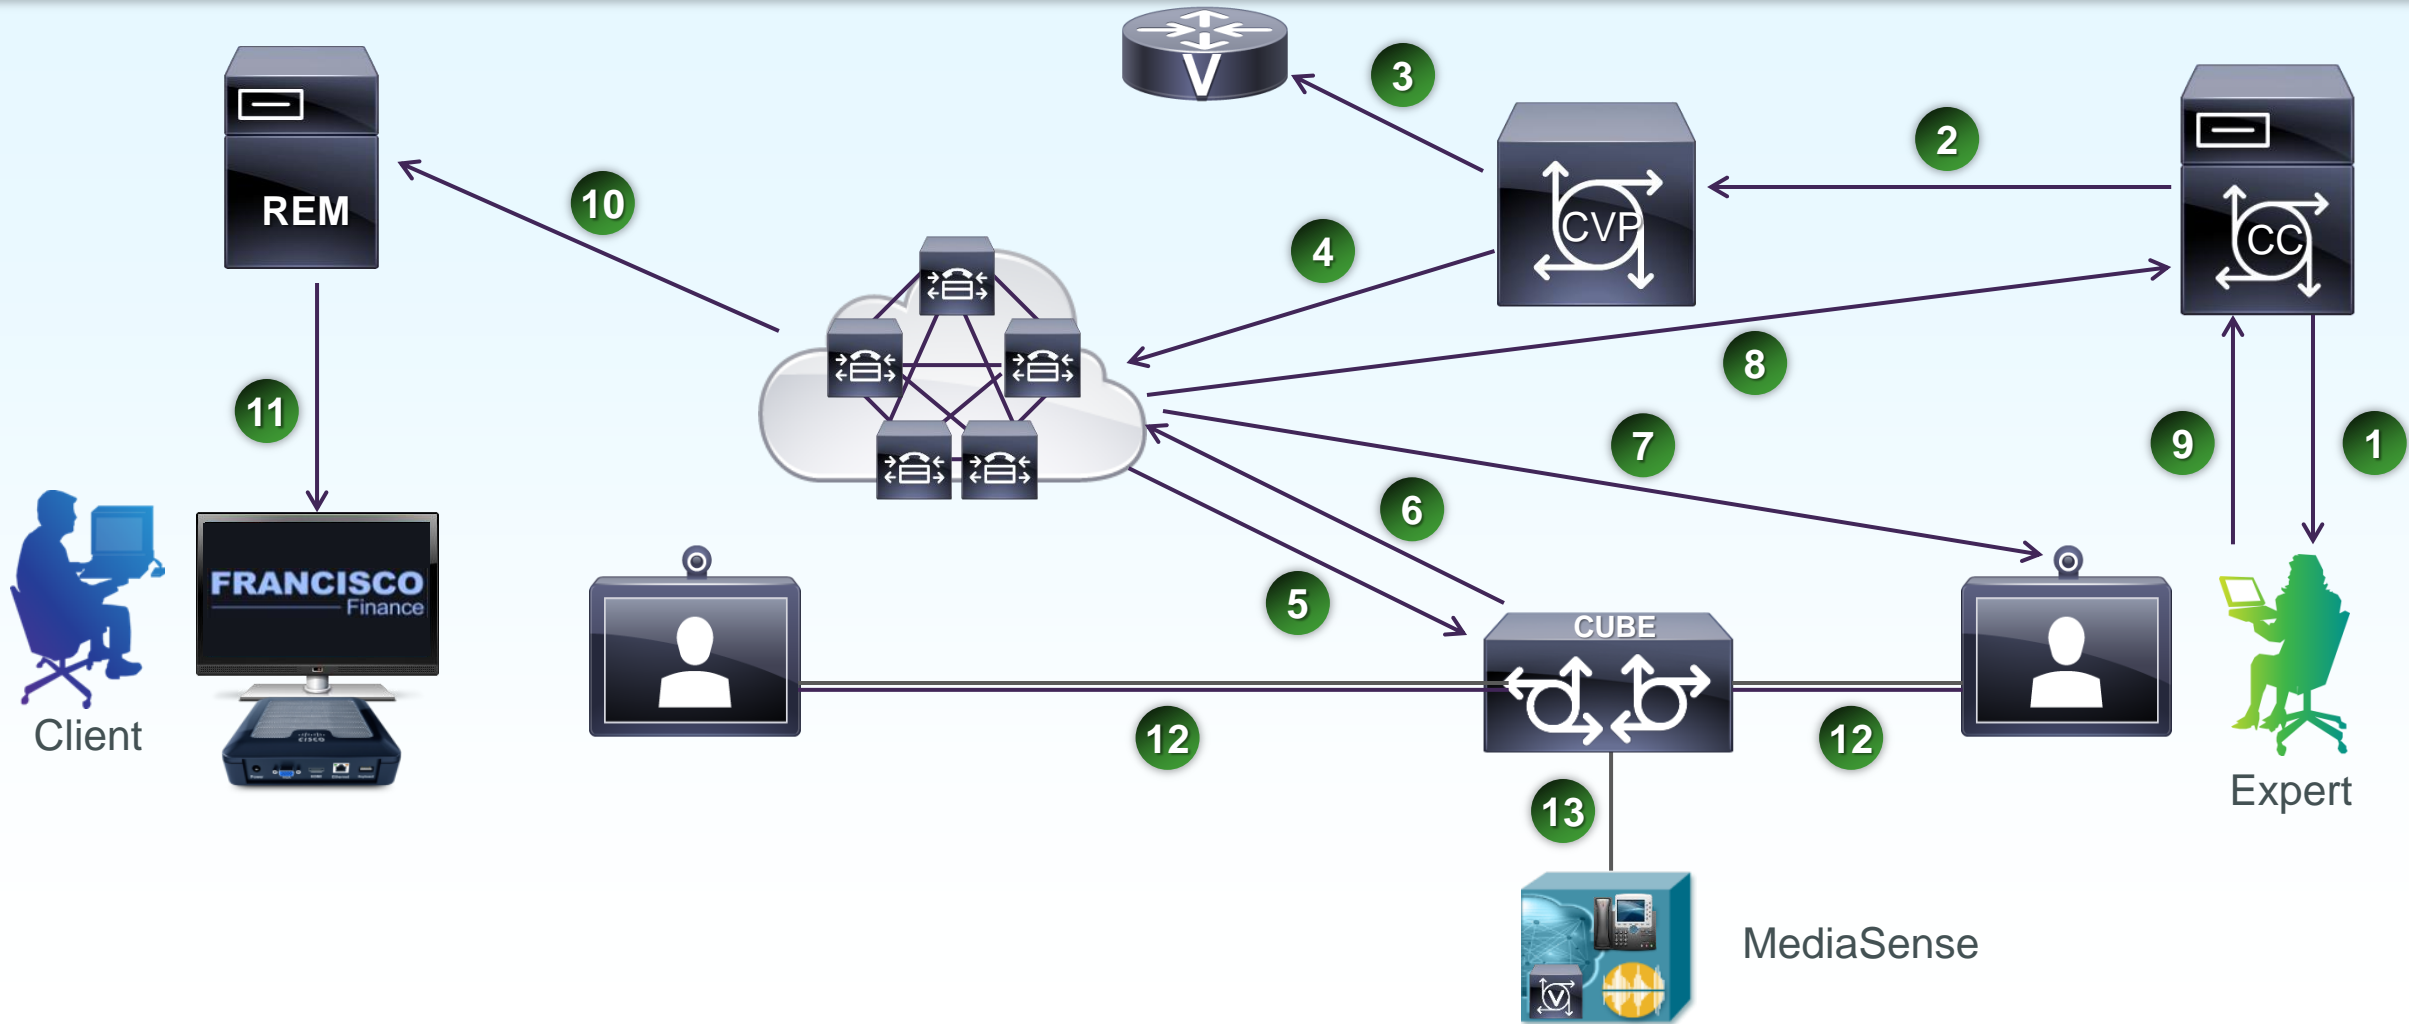 V
3
2
REM
10
CVP
CC
4
8
11
7
9
1
6
FRANCISCO
Finance
5
CUBE
Client
CISCO
12
12
Expert
13
MediaSense
V